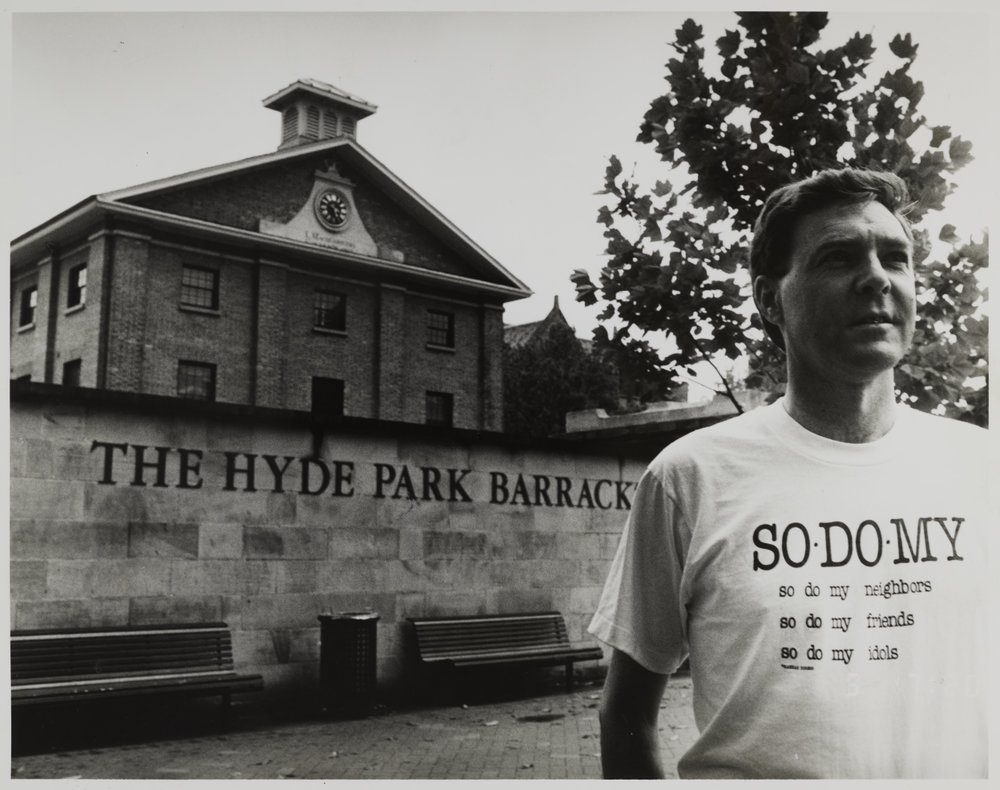 THE HYDE PARK BARRACK
SO·DO·MY
so do my neighbors
so do my friends
so do my idols